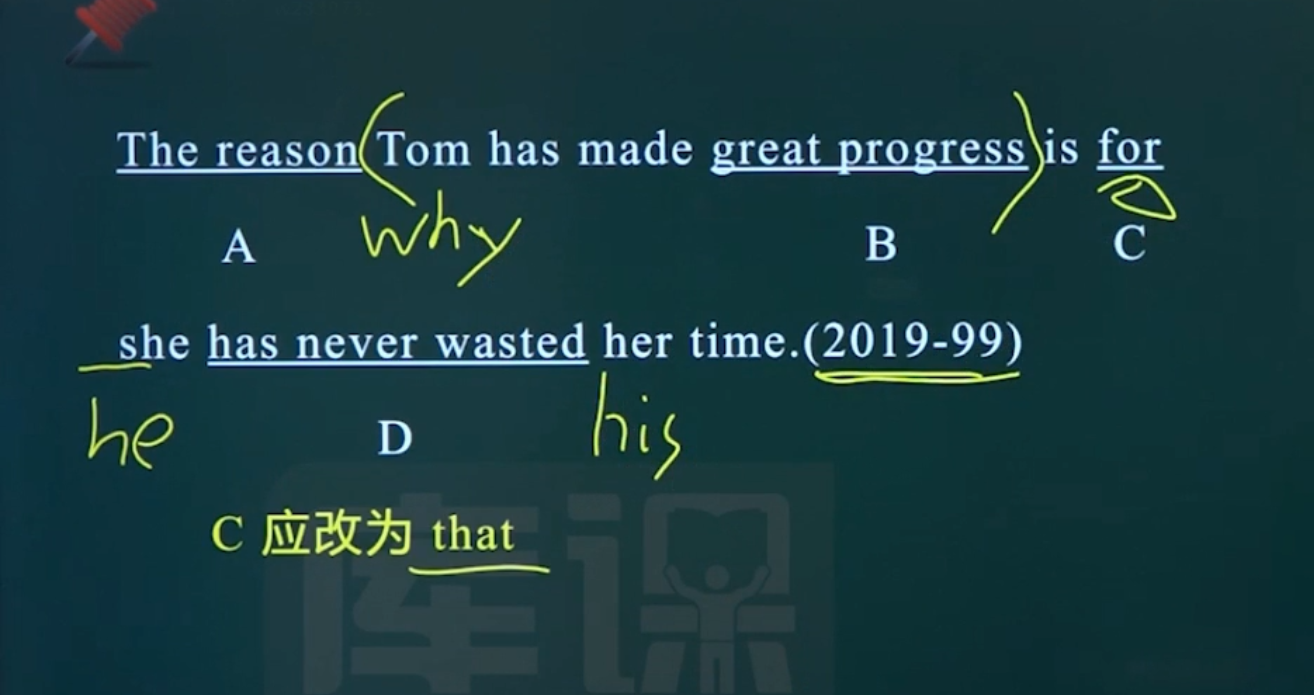 The reason Tom has made great progress is for
A why B C
she has never wasted her time.(2019-99)
he D his
C 应改为 that
库课